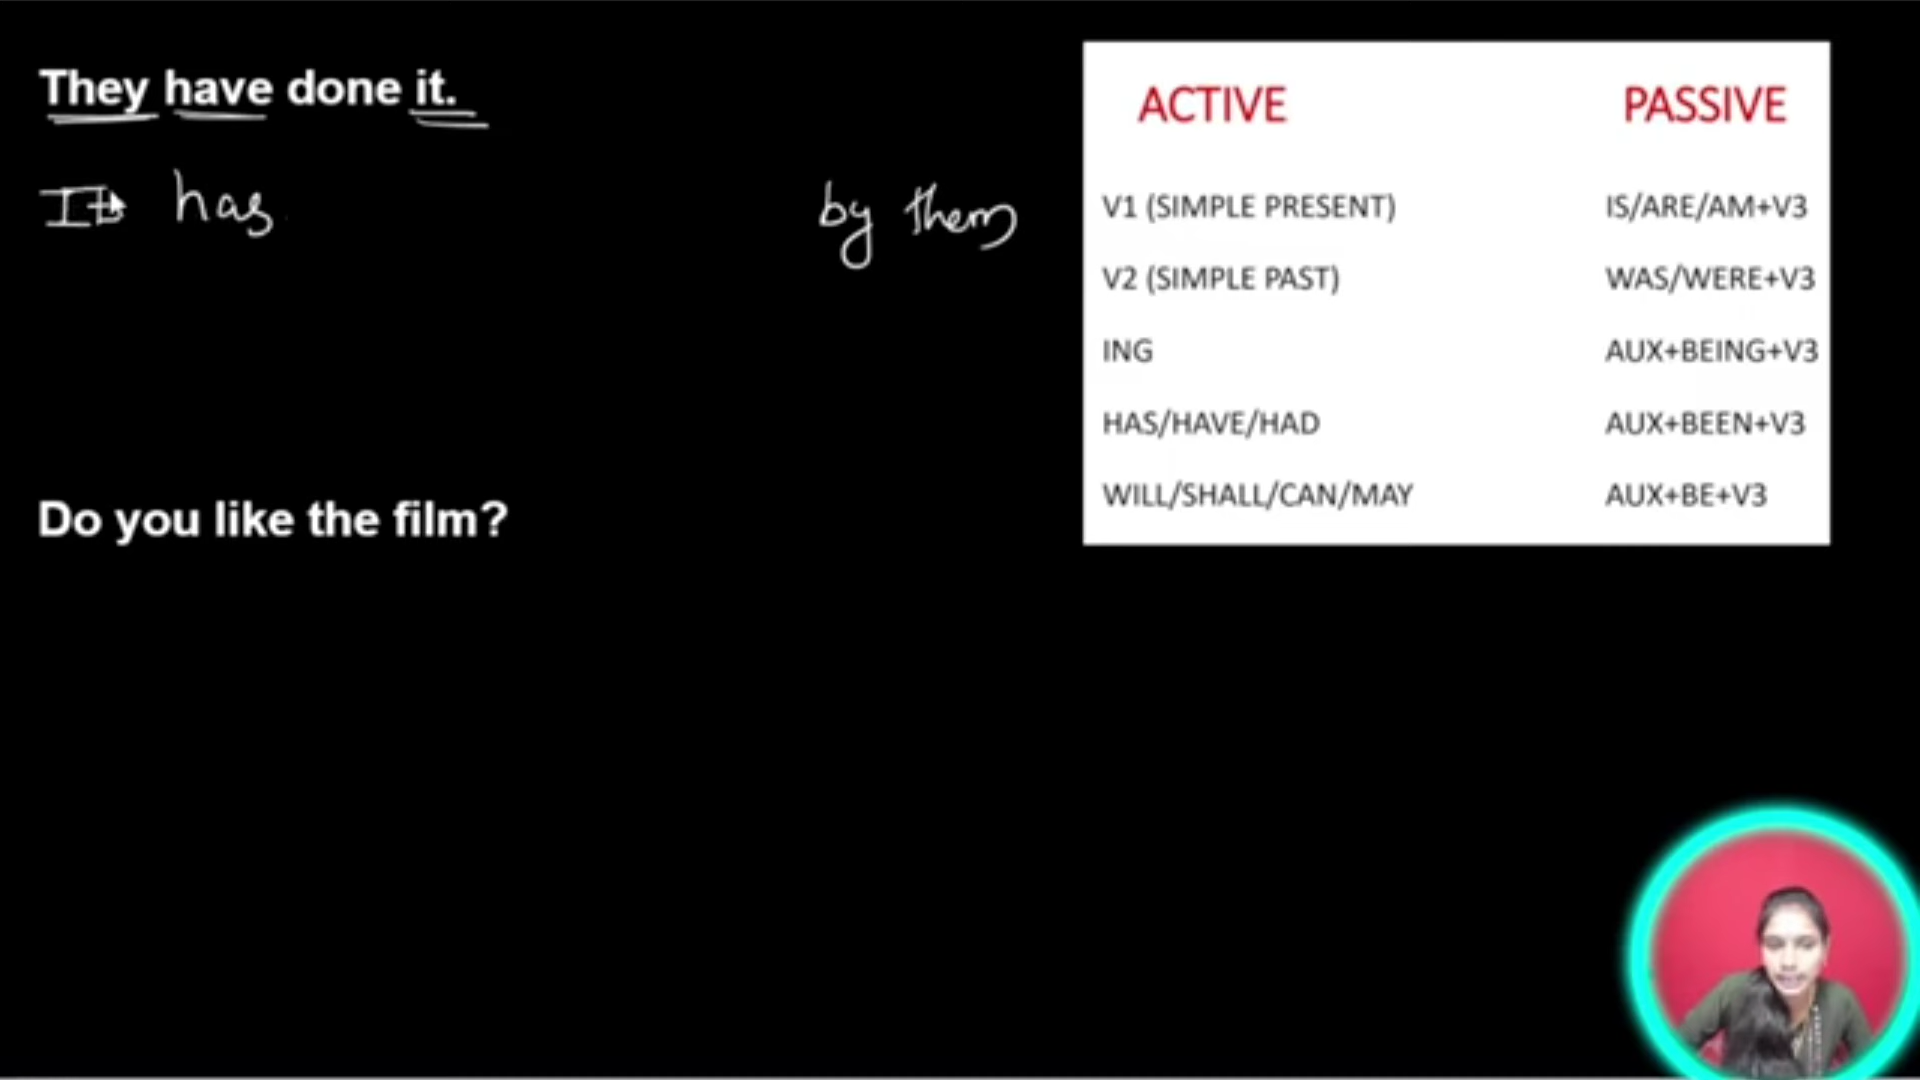 They have done it.
It has
by them
Do you like the film?
ACTIVE PASSIVE
V1 (SIMPLE PRESENT) IS/ARE/AM+V3
V2 (SIMPLE PAST) WAS/WERE+V3
ING AUX+BEING+V3
HAS/HAVE/HAD AUX+BEEN+V3
WILL/SHALL/CAN/MAY AUX+BE+V3